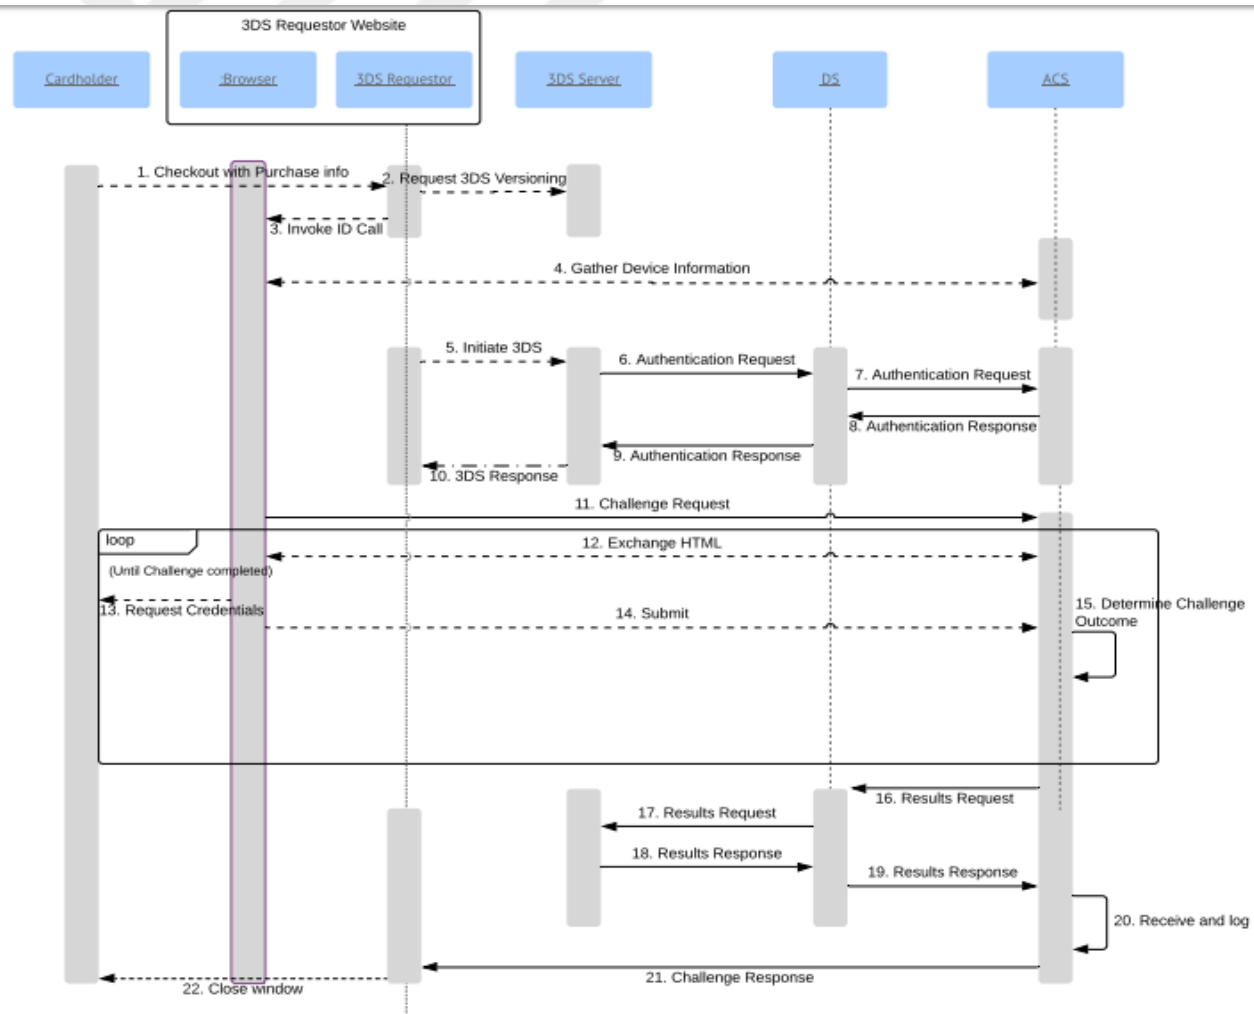 3DS Requestor Website
Cardholder
:Browser
3DS Requestor
3DS Server
DS
ACS
1. Checkout with Purchase info
2. Request 3DS Versioning
3. Invoke ID Call
4. Gather Device Information
5. Initiate 3DS
6. Authentication Request
7. Authentication Request
8. Authentication Response
9. Authentication Response
10. 3DS Response
11. Challenge Request
loop
12. Exchange HTML
(Until Challenge completed)
13. Request Credentials
14. Submit
15. Determine Challenge
Outcome
16. Results Request
17. Results Request
18. Results Response
19. Results Response
20. Receive and log
21. Challenge Response
22. Close window